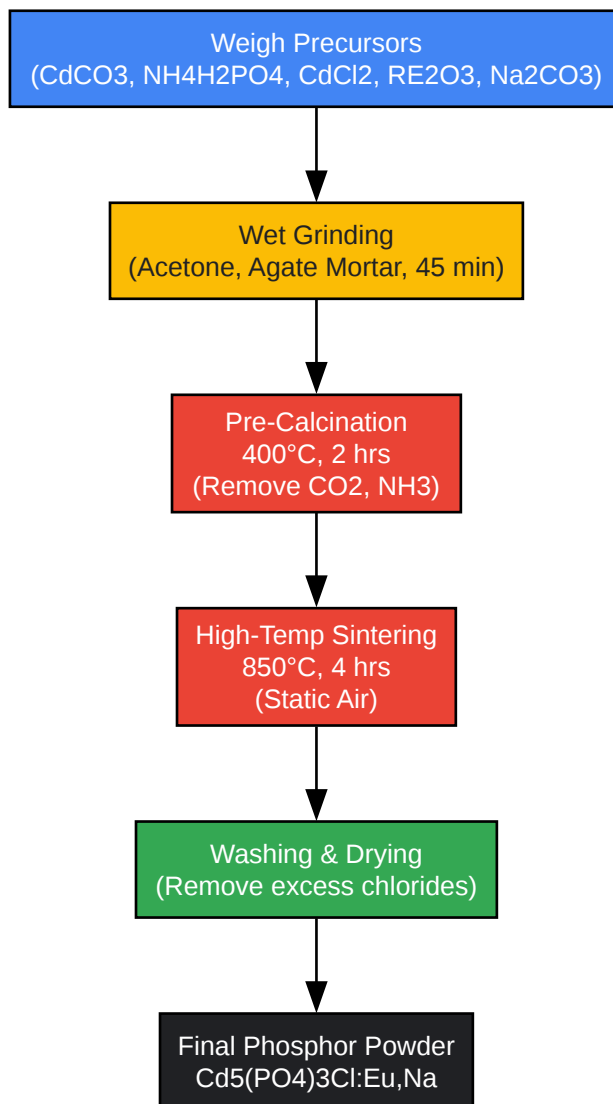 Weigh Precursors
(CdCO3, NH4H2PO4, CdCl2, RE2O3, Na2CO3)
Wet Grinding
(Acetone, Agate Mortar, 45 min)
Pre-Calcination
400°C, 2 hrs
(Remove CO2, NH3)
High-Temp Sintering
850°C, 4 hrs
(Static Air)
Washing & Drying
(Remove excess chlorides)
Final Phosphor Powder
Cd5(PO4)3Cl:Eu,Na